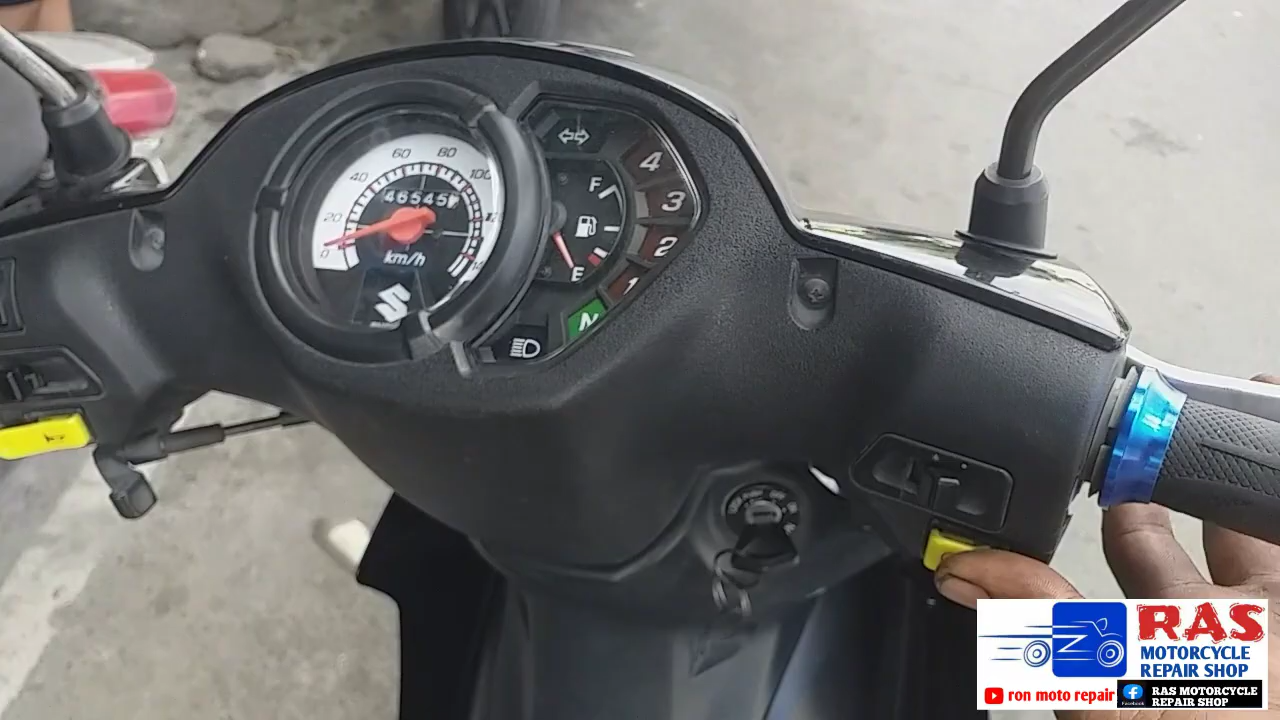 0
20
40
60
80
100
46545
km/h
F
E
4
3
2
1
N
RAS
MOTORCYCLE
REPAIR SHOP
ron moto repair
Facebook
RAS MOTORCYCLE
REPAIR SHOP